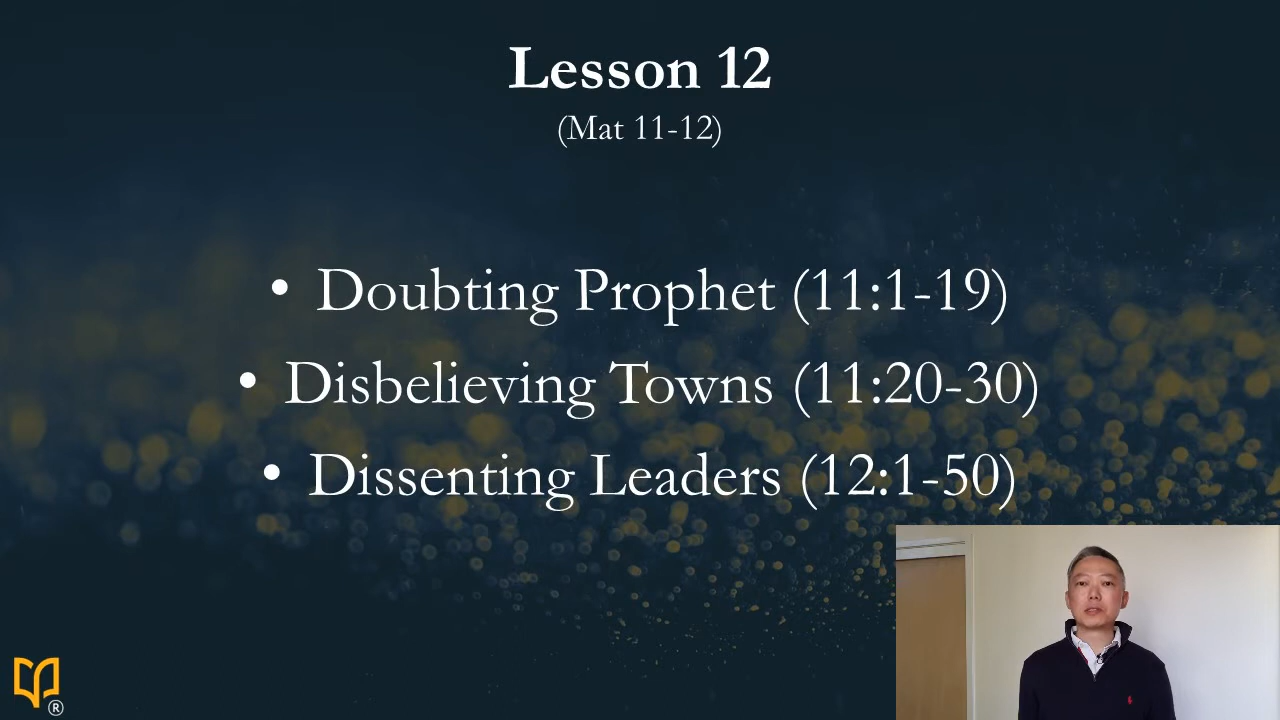 Lesson 12
(Mat 11-12)
• Doubting Prophet (11:1-19)
• Disbelieving Towns (11:20-30)
• Dissenting Leaders (12:1-50)
®